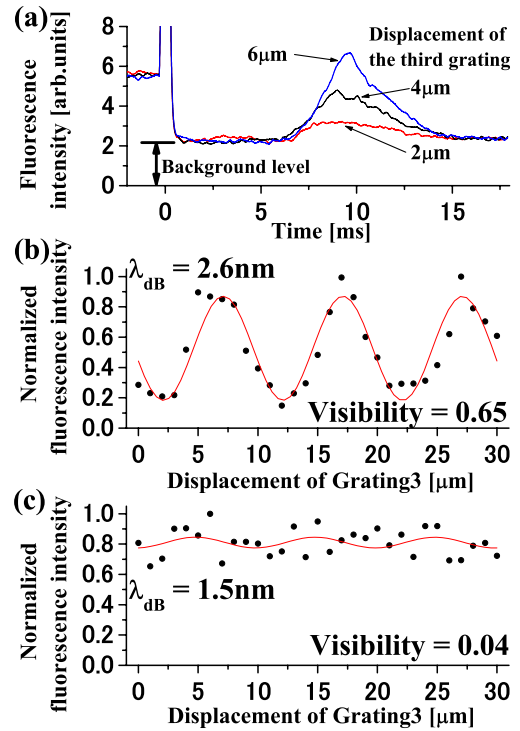 (a)
Fluorescence
intensity [arb.units]
8
6
4
2
0
6μm
Displacement of
the third grating
4μm
2μm
Background level
0 5 10 15
Time [ms]
(b)
Normalized
fluorescence intensity
1.0
0.8
0.6
0.4
0.2
0.0
λdB = 2.6nm
Visibility = 0.65
0 5 10 15 20 25 30
Displacement of Grating3 [μm]
(c)
Normalized
fluorescence intensity
1.0
0.8
0.6
0.4
0.2
0.0
λdB = 1.5nm
Visibility = 0.04
0 5 10 15 20 25 30
Displacement of Grating3 [μm]